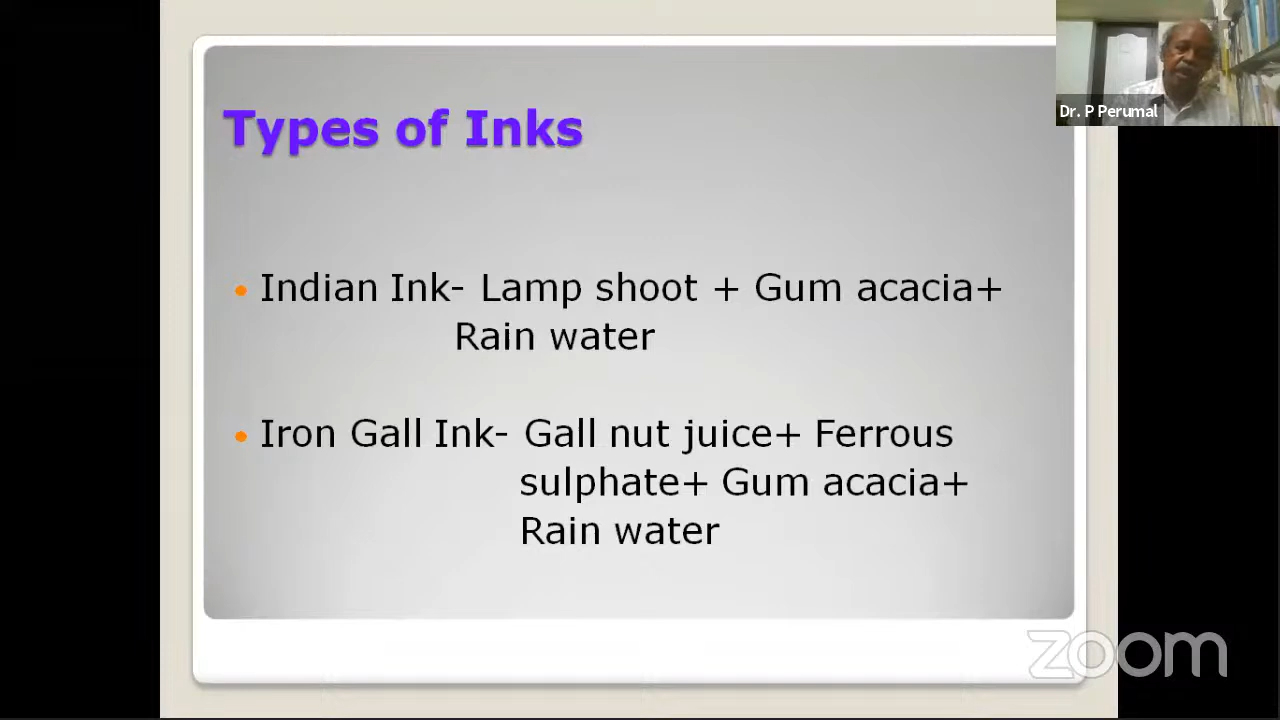 Dr. P Perumal
Types of Inks
Indian Ink- Lamp shoot + Gum acacia+
Rain water
Iron Gall Ink- Gall nut juice+ Ferrous
sulphate+ Gum acacia+
Rain water
zoom